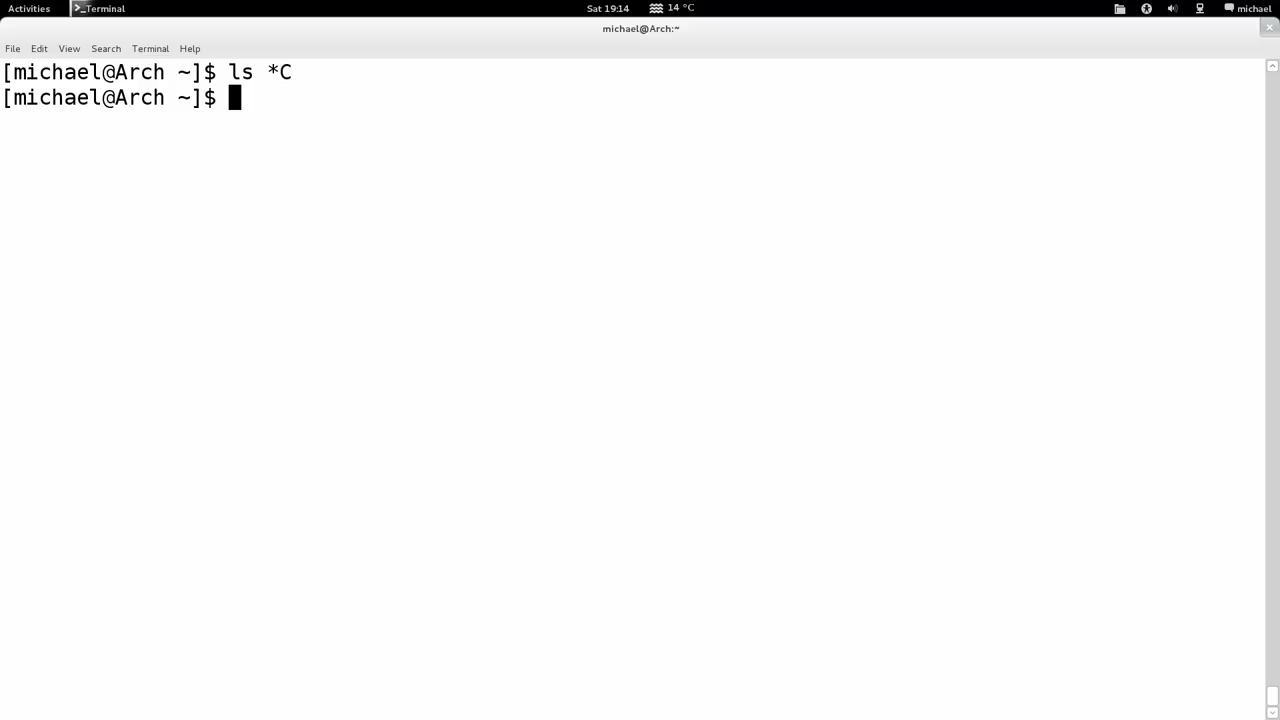 Activities >_Terminal Sat 19:14 14 °C michael
michael@Arch:~
File Edit View Search Terminal Help
[michael@Arch ~]$ ls *C
[michael@Arch ~]$